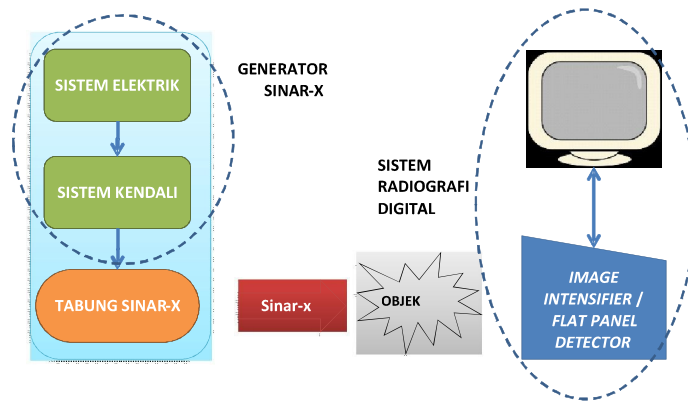 SISTEM ELEKTRIK
GENERATOR
SINAR-X
SISTEM KENDALI
SISTEM
RADIOGRAFI
DIGITAL
TABUNG SINAR-X
Sinar-x
OBJEK
IMAGE
INTENSIFIER /
FLAT PANEL
DETECTOR